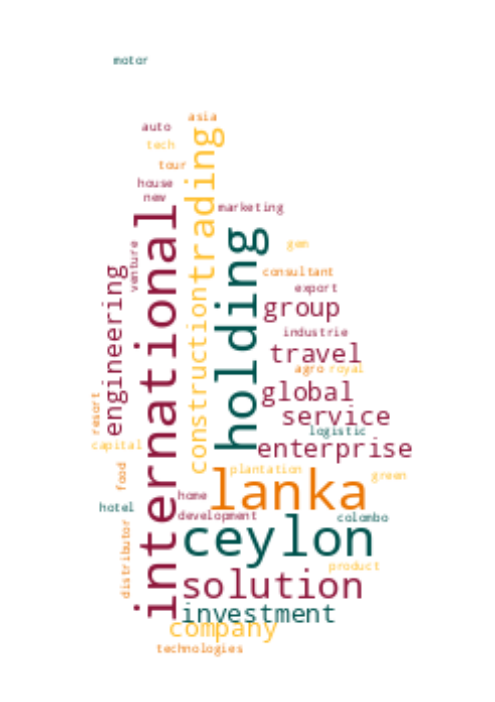 motor
asia
auto
tech
tour
house
new
trading
marketing
international
holding
venture
gem
engineering
consultant
export
construction
group
industrie
travel
agro
royal
global
resort
service
logistic
capital
enterprise
food
plantation
lanka
green
home
hotel
development
colombo
distributor
ceylon
product
solution
investment
company
technologies